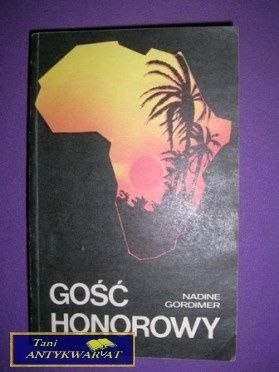 GOŚĆ
HONOROWY
NADINE
GORDIMER
Tani
ANTYKWARIAT